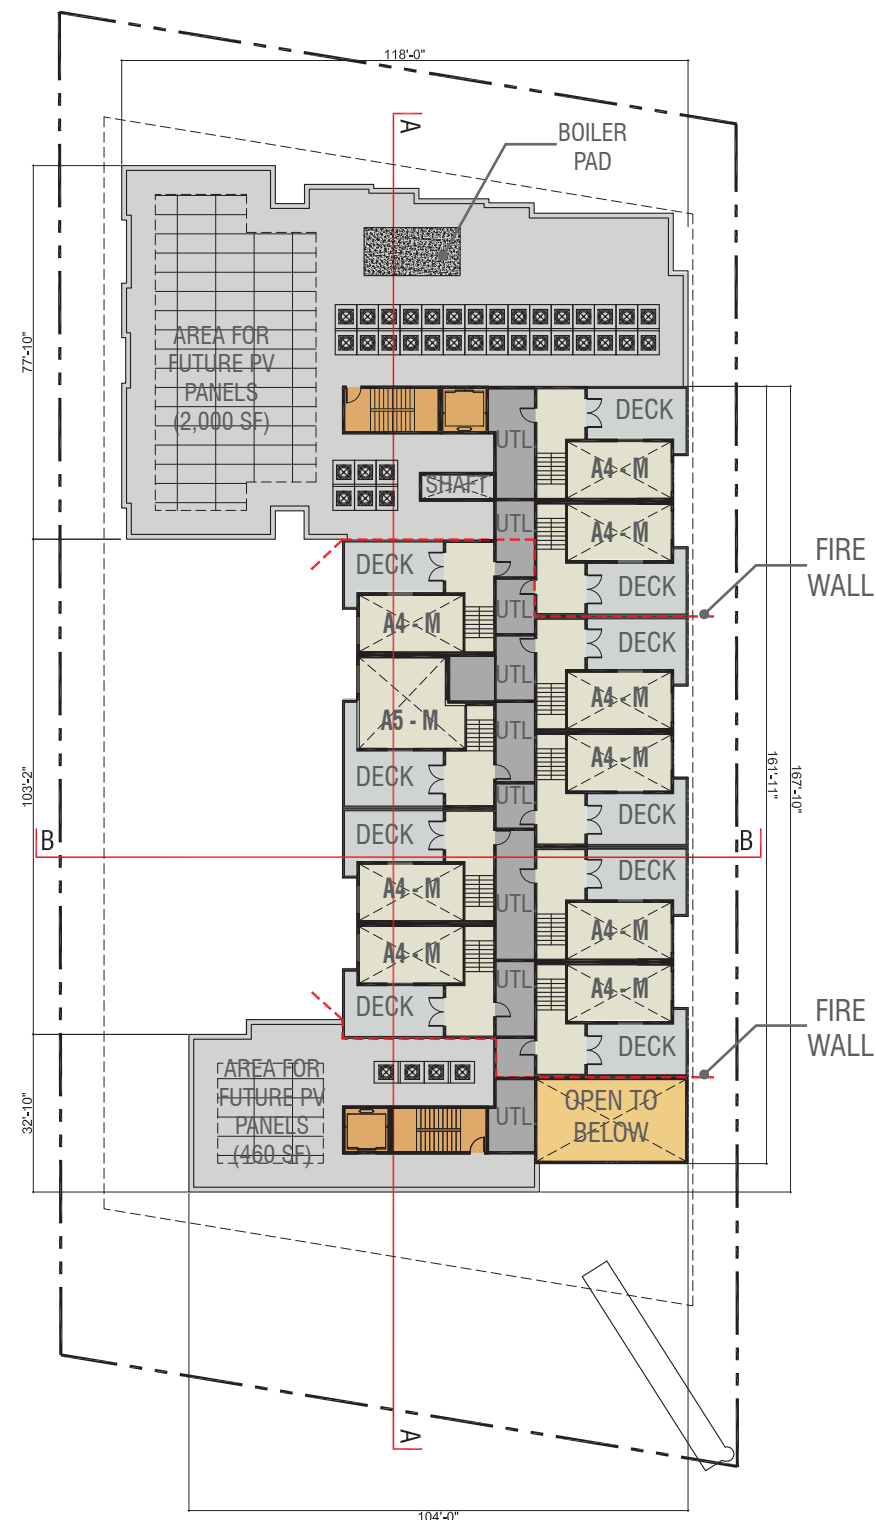 118'-0"
A
BOILER
PAD
77'-10"
AREA FOR
FUTURE PV
PANELS
(2,000 SF)
DECK
UTL
A4 - M
SHAFT
UTL
A4 - M
FIRE
WALL
DECK
DECK
UTL
A4 - M
DECK
UTL
A4 - M
A5 - M
UTL
A4 - M
161'-11"
167'-10"
103'-2"
DECK
UTL
DECK
B
DECK
B
DECK
A4 - M
UTL
A4 - M
A4 - M
UTL
A4 - M
DECK
FIRE
WALL
DECK
32'-10"
AREA FOR
FUTURE PV
PANELS
(460 SF)
UTL
OPEN TO
BELOW
A
104'-0"